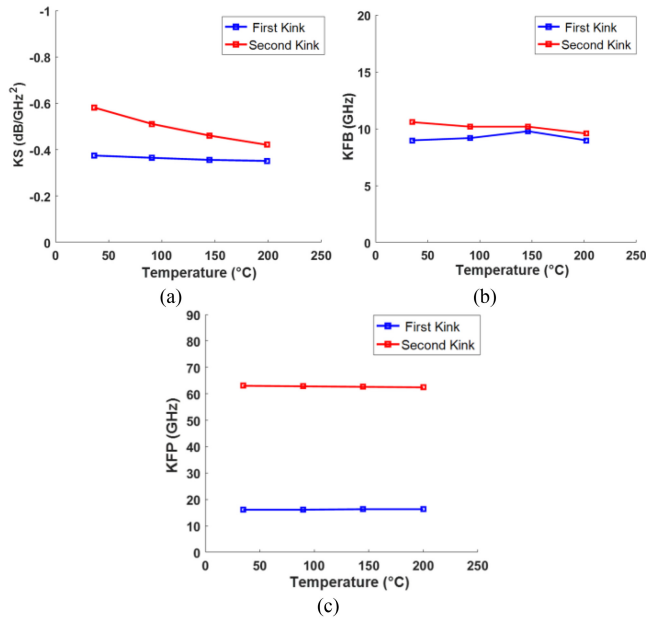 -1
-0.8
-0.6
-0.4
-0.2
0
KS (dB/GHz²)
First Kink
Second Kink
0 50 100 150 200 250
Temperature (°C)
(a)
20
15
10
5
0
KFB (GHz)
First Kink
Second Kink
0 50 100 150 200 250
Temperature (°C)
(b)
90
80
70
60
50
40
30
20
10
0
KFP (GHz)
First Kink
Second Kink
0 50 100 150 200 250
Temperature (°C)
(c)